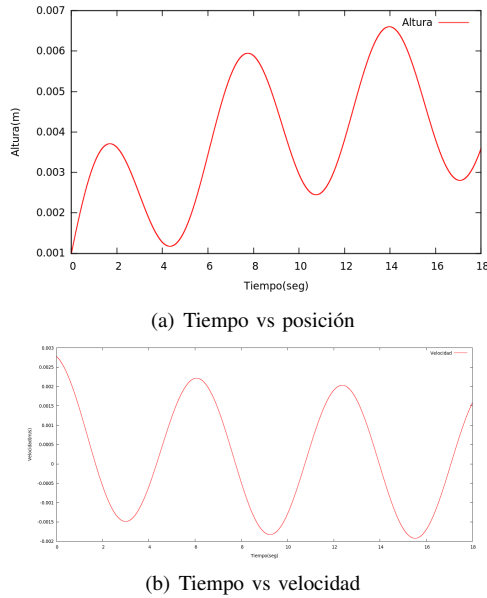 0.007
Altura
0.006
0.005
0.004
0.003
0.002
0.001
Altura(m)
0 2 4 6 8 10 12 14 16 18
Tiempo(seg)
(a) Tiempo vs posición
0.003
Velocidad
0.0025
0.002
0.0015
0.001
0.0005
0
-0.0005
-0.001
-0.0015
-0.002
Velocidad(m/s)
0 2 4 6 8 10 12 14 16 18
Tiempo(seg)
(b) Tiempo vs velocidad